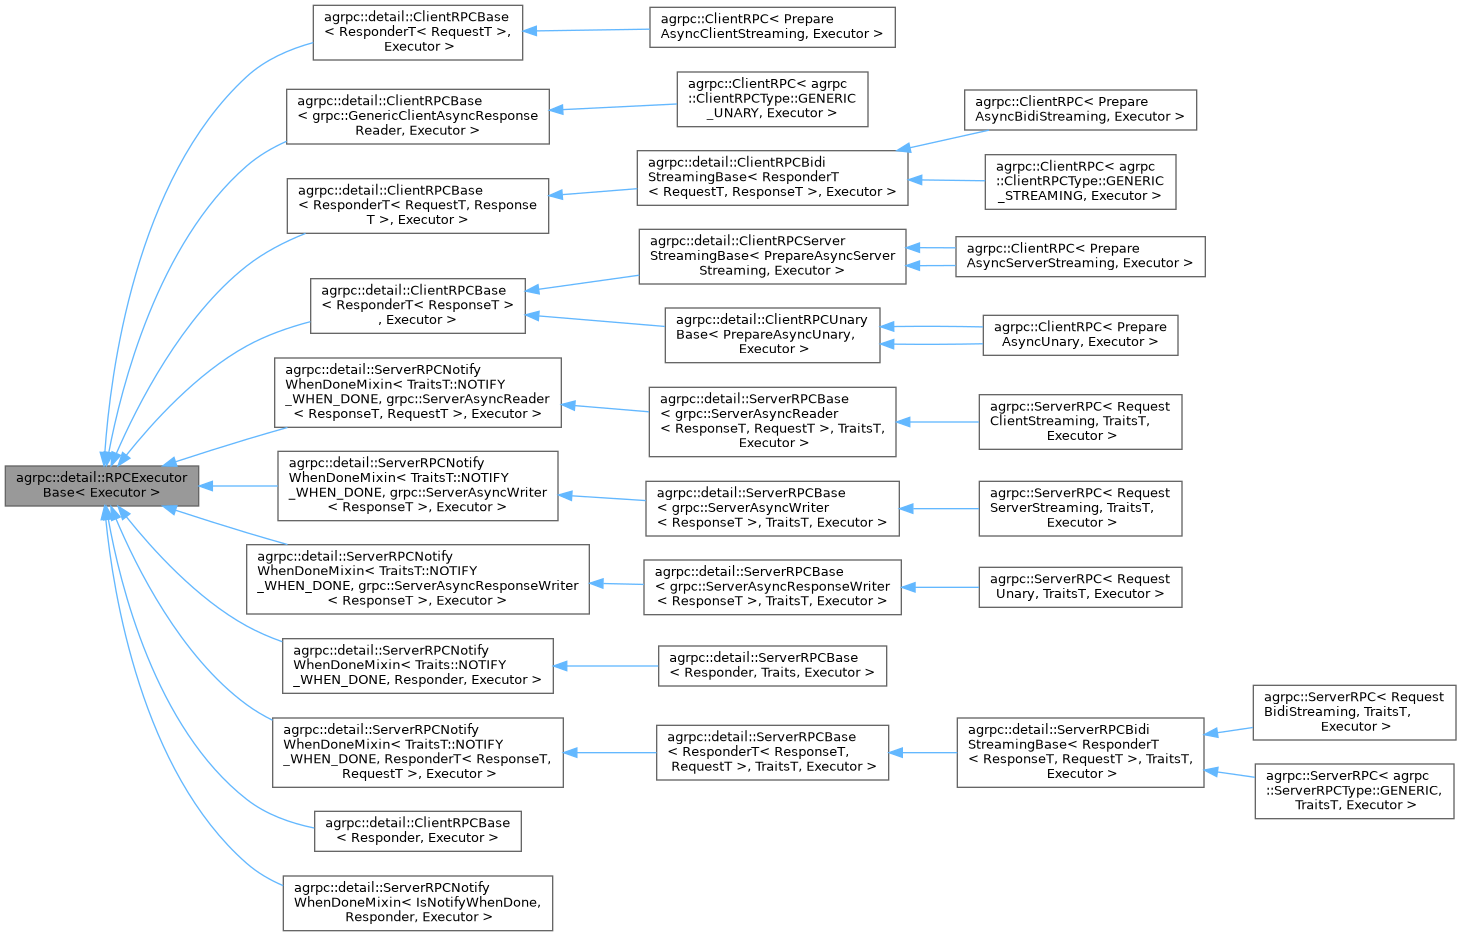 agrpc::detail::RPCExecutor
Base< Executor >
agrpc::detail::ClientRPCBase
< ResponderT< RequestT >,
Executor >
agrpc::ClientRPC< Prepare
AsyncClientStreaming, Executor >
agrpc::detail::ClientRPCBase
< grpc::GenericClientAsyncResponse
Reader, Executor >
agrpc::ClientRPC< agrpc
::ClientRPCType::GENERIC
_UNARY, Executor >
agrpc::detail::ClientRPCBase
< ResponderT< RequestT, Response
T >, Executor >
agrpc::detail::ClientRPCBidi
StreamingBase< ResponderT
< RequestT, ResponseT >, Executor >
agrpc::ClientRPC< Prepare
AsyncBidiStreaming, Executor >
agrpc::ClientRPC< agrpc
::ClientRPCType::GENERIC
_STREAMING, Executor >
agrpc::detail::ClientRPCBase
< ResponderT< ResponseT >
, Executor >
agrpc::detail::ClientRPCServer
StreamingBase< PrepareAsyncServer
Streaming, Executor >
agrpc::ClientRPC< Prepare
AsyncServerStreaming, Executor >
agrpc::detail::ClientRPCUnary
Base< PrepareAsyncUnary,
Executor >
agrpc::ClientRPC< Prepare
AsyncUnary, Executor >
agrpc::detail::ServerRPCNotify
WhenDoneMixin< TraitsT::NOTIFY
_WHEN_DONE, grpc::ServerAsyncReader
< ResponseT, RequestT >, Executor >
agrpc::detail::ServerRPCBase
< grpc::ServerAsyncReader
< ResponseT, RequestT >, TraitsT,
Executor >
agrpc::ServerRPC< Request
ClientStreaming, TraitsT,
Executor >
agrpc::detail::ServerRPCNotify
WhenDoneMixin< TraitsT::NOTIFY
_WHEN_DONE, grpc::ServerAsyncWriter
< ResponseT >, Executor >
agrpc::detail::ServerRPCBase
< grpc::ServerAsyncWriter
< ResponseT >, TraitsT, Executor >
agrpc::ServerRPC< Request
ServerStreaming, TraitsT,
Executor >
agrpc::detail::ServerRPCNotify
WhenDoneMixin< TraitsT::NOTIFY
_WHEN_DONE, grpc::ServerAsyncResponseWriter
< ResponseT >, Executor >
agrpc::detail::ServerRPCBase
< grpc::ServerAsyncResponseWriter
< ResponseT >, TraitsT, Executor >
agrpc::ServerRPC< Request
Unary, TraitsT, Executor >
agrpc::detail::ServerRPCNotify
WhenDoneMixin< Traits::NOTIFY
_WHEN_DONE, Responder, Executor >
agrpc::detail::ServerRPCBase
< Responder, Traits, Executor >
agrpc::detail::ServerRPCNotify
WhenDoneMixin< TraitsT::NOTIFY
_WHEN_DONE, ResponderT< ResponseT,
RequestT >, Executor >
agrpc::detail::ServerRPCBase
< ResponderT< ResponseT,
RequestT >, TraitsT, Executor >
agrpc::detail::ServerRPCBidi
StreamingBase< ResponderT
< ResponseT, RequestT >, TraitsT,
Executor >
agrpc::ServerRPC< Request
BidiStreaming, TraitsT,
Executor >
agrpc::ServerRPC< agrpc
::ServerRPCType::GENERIC,
TraitsT, Executor >
agrpc::detail::ClientRPCBase
< Responder, Executor >
agrpc::detail::ServerRPCNotify
WhenDoneMixin< IsNotifyWhenDone,
Responder, Executor >